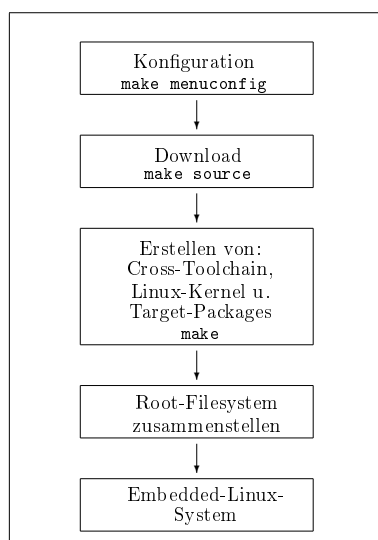 Konfiguration
make menuconfig
Download
make source
Erstellen von:
Cross-Toolchain,
Linux-Kernel u.
Target-Packages
make
Root-Filesystem
zusammenstellen
Embedded-Linux-
System